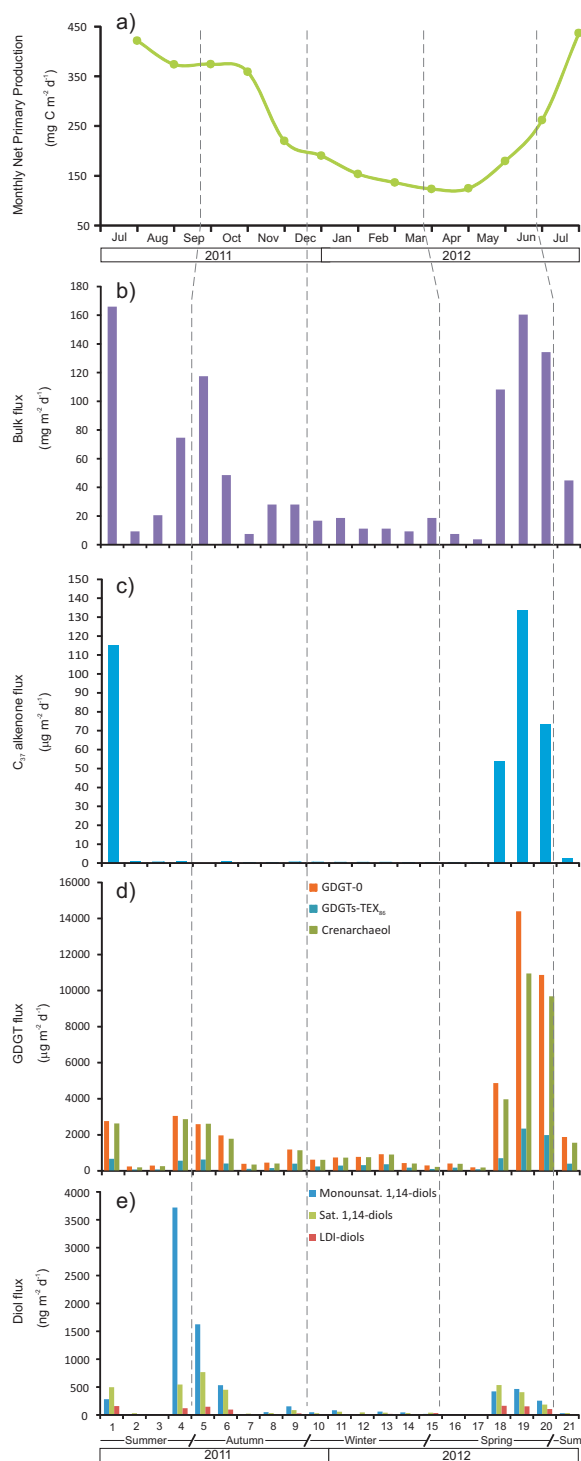 a)
Monthly Net Primary Production
(mg C m⁻² d⁻¹)
450
350
250
150
50
Jul Aug Sep Oct Nov Dec Jan Jan Feb Mar Apr May Jun Jul
2011 2012
b)
Bulk flux
(mg m⁻² d⁻¹)
180
160
140
120
100
80
60
40
20
0
c)
C₃₇ alkenone flux
(µg m⁻² d⁻¹)
150
140
130
120
110
100
90
80
70
60
50
40
30
20
10
0
d)
GDGT-0
GDGTs-TEX₈₆
Crenarchaeol
GDGT flux
(µg m⁻² d⁻¹)
16000
14000
12000
10000
8000
6000
4000
2000
0
e)
Monounsat. 1,14-diols
Sat. 1,14-diols
LDI-diols
Diol flux
(ng m⁻² d⁻¹)
4000
3500
3000
2500
2000
1500
1000
500
0
1 2 3 4 5 6 7 8 9 10 11 12 13 14 15 16 17 18 19 20 21
Summer Autumn Winter Spring Sum
2011 2012